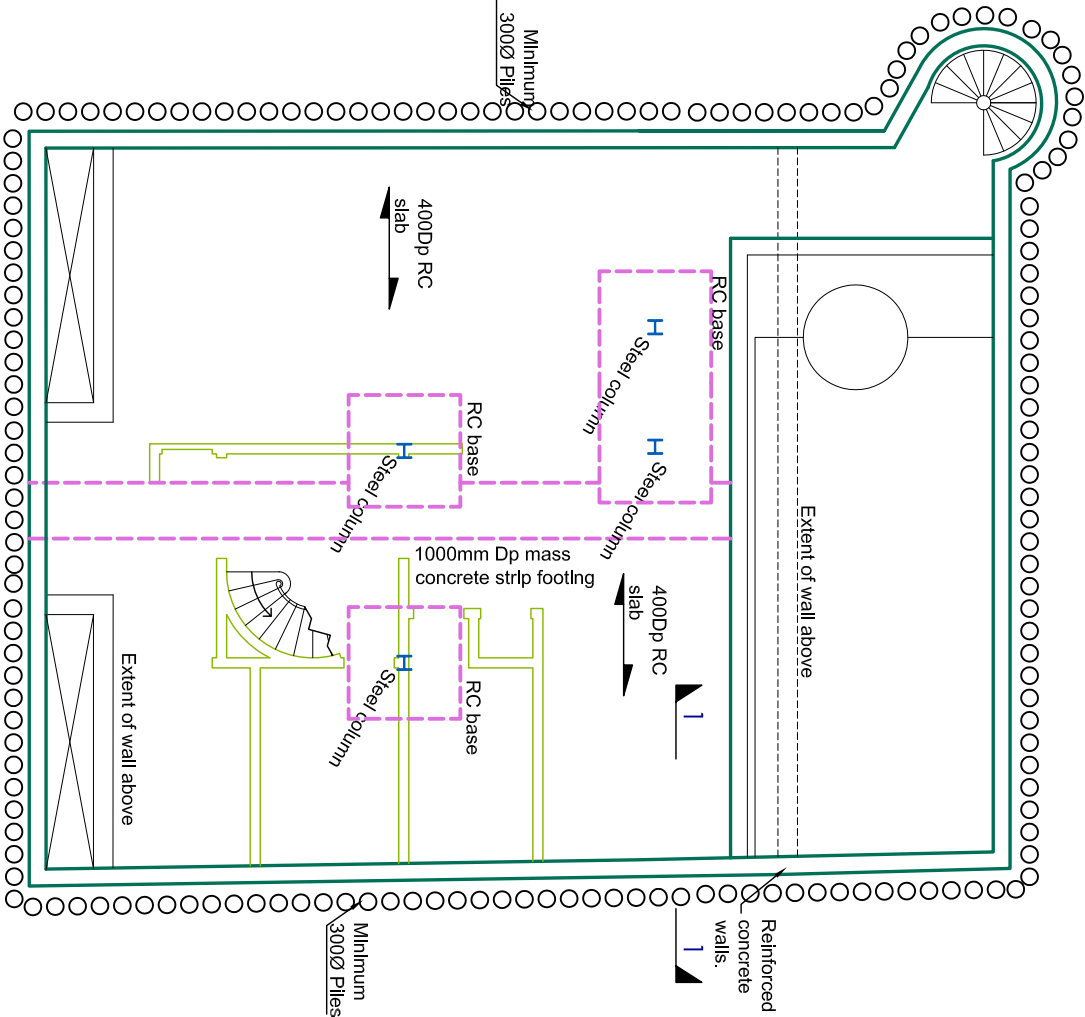 Minimum
300Ø Piles
400Dp RC
slab
RC base
Steel column
Steel column
RC base
Steel column
Extent of wall above
1000mm Dp mass
concrete strip footing
400Dp RC
slab
RC base
Steel column
1
Extent of wall above
Reinforced
concrete
walls.
1
Minimum
300Ø Piles